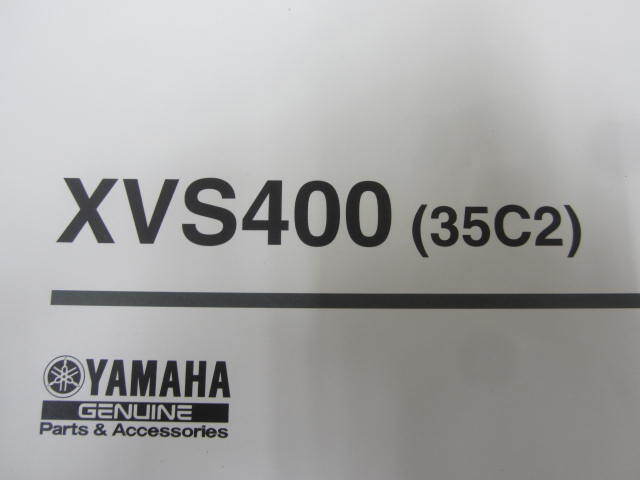 XVS400 (35C2)
YAMAHA
GENUINE
Parts & Accessories